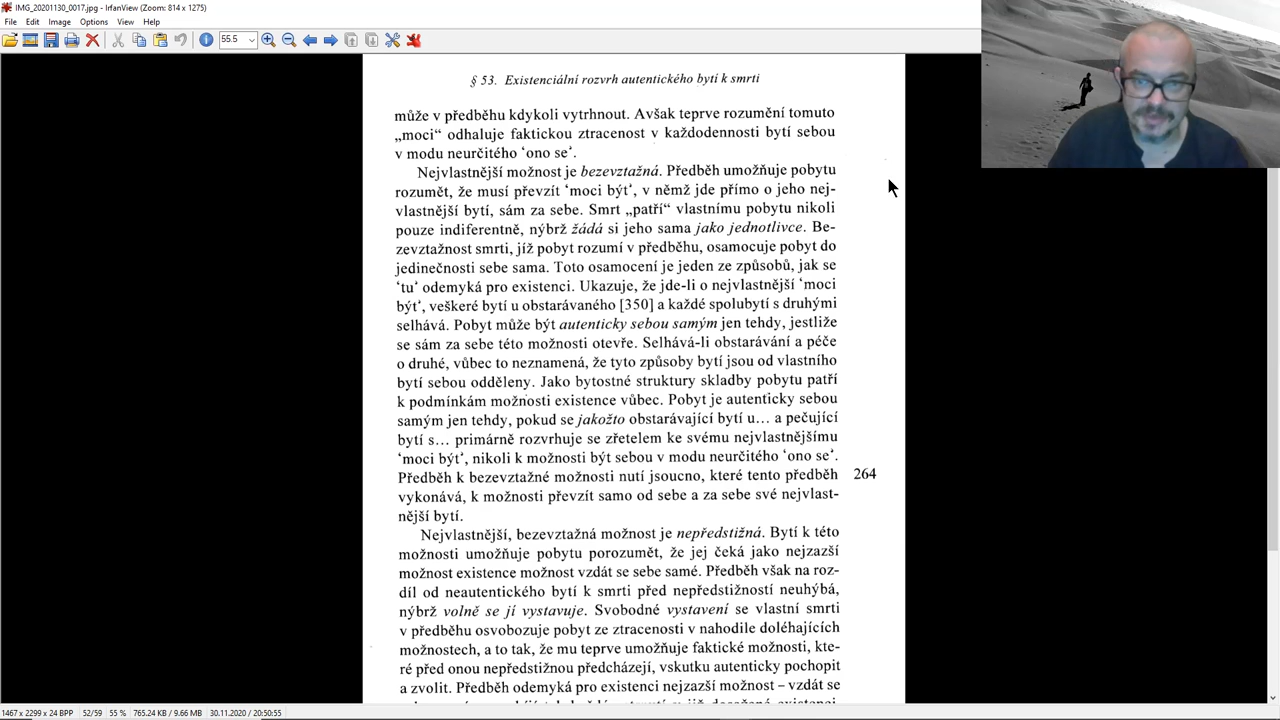 IMG_20201130_0017.jpg - IrfanView (Zoom: 814 x 1275)
File Edit Image Options View Help
55.5
§ 53. Existenciální rozvrh autentického bytí k smrti
může v předběhu kdykoli vytrhnout. Avšak teprve rozumění tomuto
„moci“ odhaluje faktickou ztracenost v každodennosti bytí sebou
v modu neurčitého ‘ono se’.
Nejvlastnější možnost je bezevztažná. Předběh umožňuje pobytu
rozumět, že musí převzít ‘moci být’, v němž jde přímo o jeho nej-
vlastnější bytí, sám za sebe. Smrt „patří“ vlastnímu pobytu nikoli
pouze indiferentně, nýbrž žádá si jeho sama jako jednotlivce. Be-
zevztažnost smrti, jíž pobyt rozumí v předběhu, osamocuje pobyt do
jedinečnosti sebe sama. Toto osamocení je jeden ze způsobů, jak se
‘tu’ odemyká pro existenci. Ukazuje, že jde-li o nejvlastnější ‘moci
být’, veškeré bytí u obstarávaného [350] a každé spolubytí s druhými
selhává. Pobyt může být autenticky sebou samým jen tehdy, jestliže
se sám za sebe této možnosti otevře. Selhává-li obstarávání a péče
o druhé, vůbec to neznamená, že tyto způsoby bytí jsou od vlastního
bytí sebou odděleny. Jako bytostné struktury skladby pobytu patří
k podmínkám možnosti existence vůbec. Pobyt je autenticky sebou
samým jen tehdy, pokud se jakožto obstarávající bytí u… a pečující
bytí s… primárně rozvrhuje se zřetelem ke svému nejvlastnějšímu
‘moci být’, nikoli k možnosti být sebou v modu neurčitého ‘ono se’.
Předběh k bezevztažné možnosti nutí jsoucno, které tento předběh 264
vykonává, k možnosti převzít samo od sebe a za sebe své nejvlast-
nější bytí.
Nejvlastnější, bezevztažná možnost je nepředstižná. Bytí k této
možnosti umožňuje pobytu porozumět, že jej čeká jako nejzazší
možnost existence možnost vzdát se sebe samé. Předběh však na roz-
díl od neautentického bytí k smrti před nepředstižností neuhýbá,
nýbrž volně se jí vystavuje. Svobodné vystavení se vlastní smrti
v předběhu osvobozuje pobyt ze ztracenosti v nahodile doléhajících
možnostech, a to tak, že mu teprve umožňuje faktické možnosti, kte-
ré před onou nepředstižnou předcházejí, vskutku autenticky pochopit
a zvolit. Předběh odemyká pro existenci nejzazší možnost – vzdát se
1467 x 2299 x 24 BPP 52/59 55 % 765.24 KB / 9.66 MB 30.11.2020 / 20:50:55